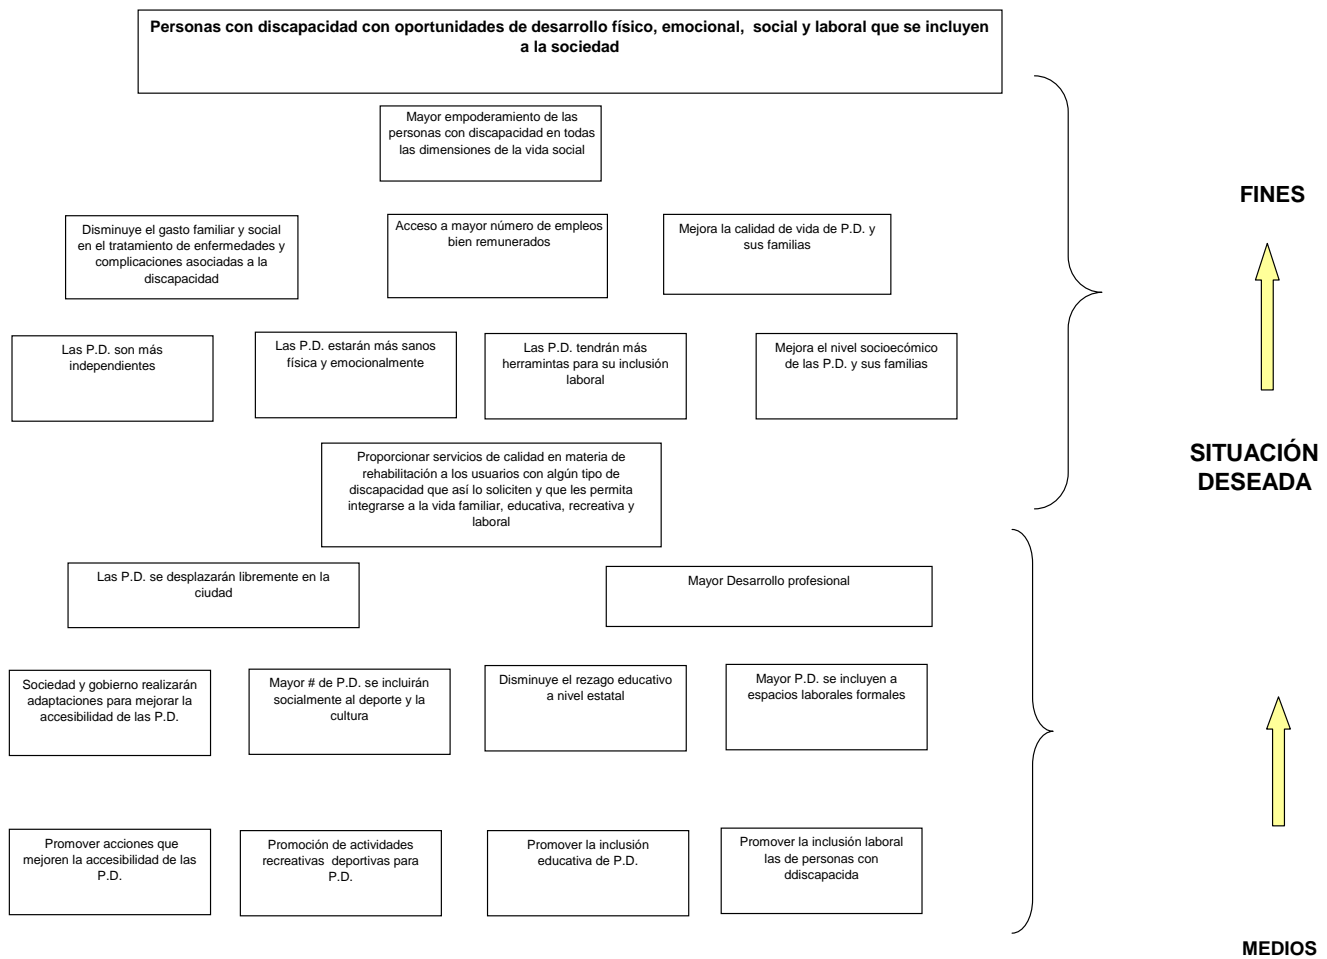 Personas con discapacidad con oportunidades de desarrollo físico, emocional, social y laboral que se incluyen
a la sociedad
Mayor empoderamiento de las
personas con discapacidad en todas
las dimensiones de la vida social
FINES
Disminuye el gasto familiar y social
en el tratamiento de enfermedades y
complicaciones asociadas a la
discapacidad
Acceso a mayor número de empleos
bien remunerados
Mejora la calidad de vida de P.D. y
sus familias
Las P.D. son más
independientes
Las P.D. estarán más sanos
física y emocionalmente
Las P.D. tendrán más
herramintas para su inclusión
laboral
Mejora el nivel socioecómico
de las P.D. y sus familias
SITUACIÓN
DESEADA
Proporcionar servicios de calidad en materia de
rehabilitación a los usuarios con algún tipo de
discapacidad que así lo soliciten y que les permita
integrarse a la vida familiar, educativa, recreativa y
laboral
Las P.D. se desplazarán libremente en la
ciudad
Mayor Desarrollo profesional
Sociedad y gobierno realizarán
adaptaciones para mejorar la
accesibilidad de las P.D.
Mayor # de P.D. se incluirán
socialmente al deporte y la
cultura
Disminuye el rezago educativo
a nivel estatal
Mayor P.D. se incluyen a
espacios laborales formales
Promover acciones que
mejoren la accesibilidad de las
P.D.
Promoción de actividades
recreativas deportivas para
P.D.
Promover la inclusión
educativa de P.D.
Promover la inclusión laboral
las de personas con
ddiscapacida
MEDIOS